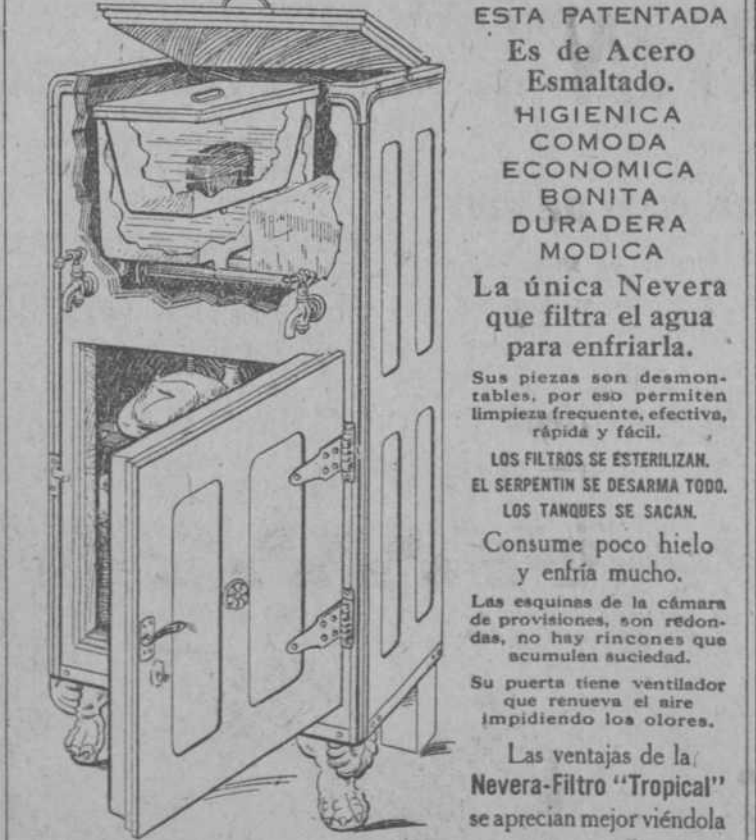 ESTA PATENTADA
Es de Acero
Esmaltado.
HIGIENICA
COMODA
ECONOMICA
BONITA
DURADERA
MODICA
La única Nevera
que filtra el agua
para enfriarla.
Sus piezas son desmon-
tables, por eso permiten
limpieza frequente, efectiva,
rápida y fácil.
LOS FILTROS SE ESTERILIZAN.
EL SERPENTIN SE DESARMA TODO.
LOS TANQUES SE SACAN.
Consume poco hielo
y enfría mucho.
Las esquinas de la cámara
de provisiones, son redon-
das, no hay rincones que
acumulen suciedad.
Su puerta tiene ventilador
que renueva el aire
impidiendo los olores.
Las ventajas de la
Nevera-Filtro "Tropical"
se aprecian mejor viéndola